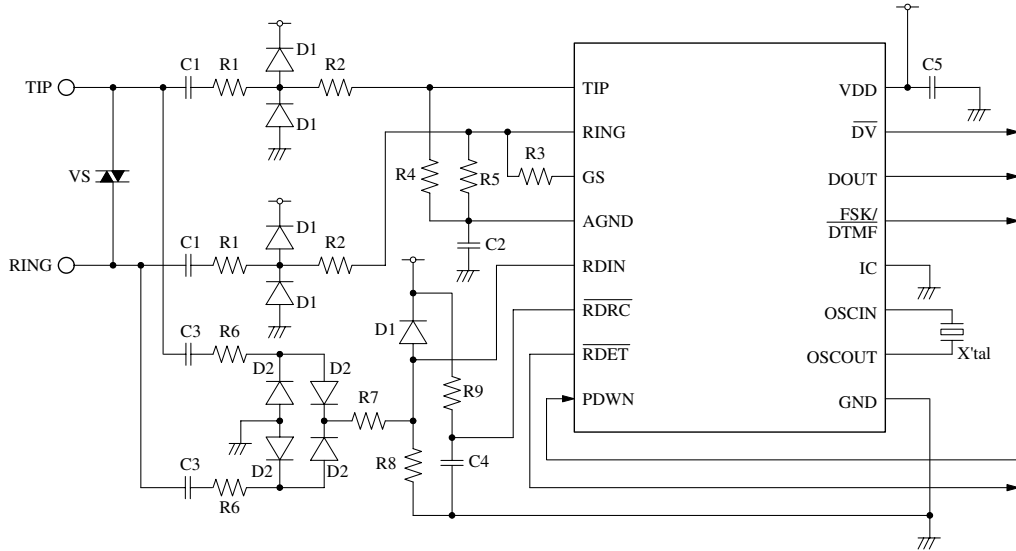 TIP
C1
R1
D1
D1
R2
VS
RING
C1
R1
D1
D1
R2
C3
R6
D2
D2
D2
D2
C3
R6
R7
D1
R8
R9
C4
R4
R5
R3
C2
TIP
RING
GS
AGND
RDIN
RDRC
RDET
PDWN
VDD
DV
DOUT
FSK/
DTMF
IC
OSCIN
OSCOUT
GND
C5
X'tal